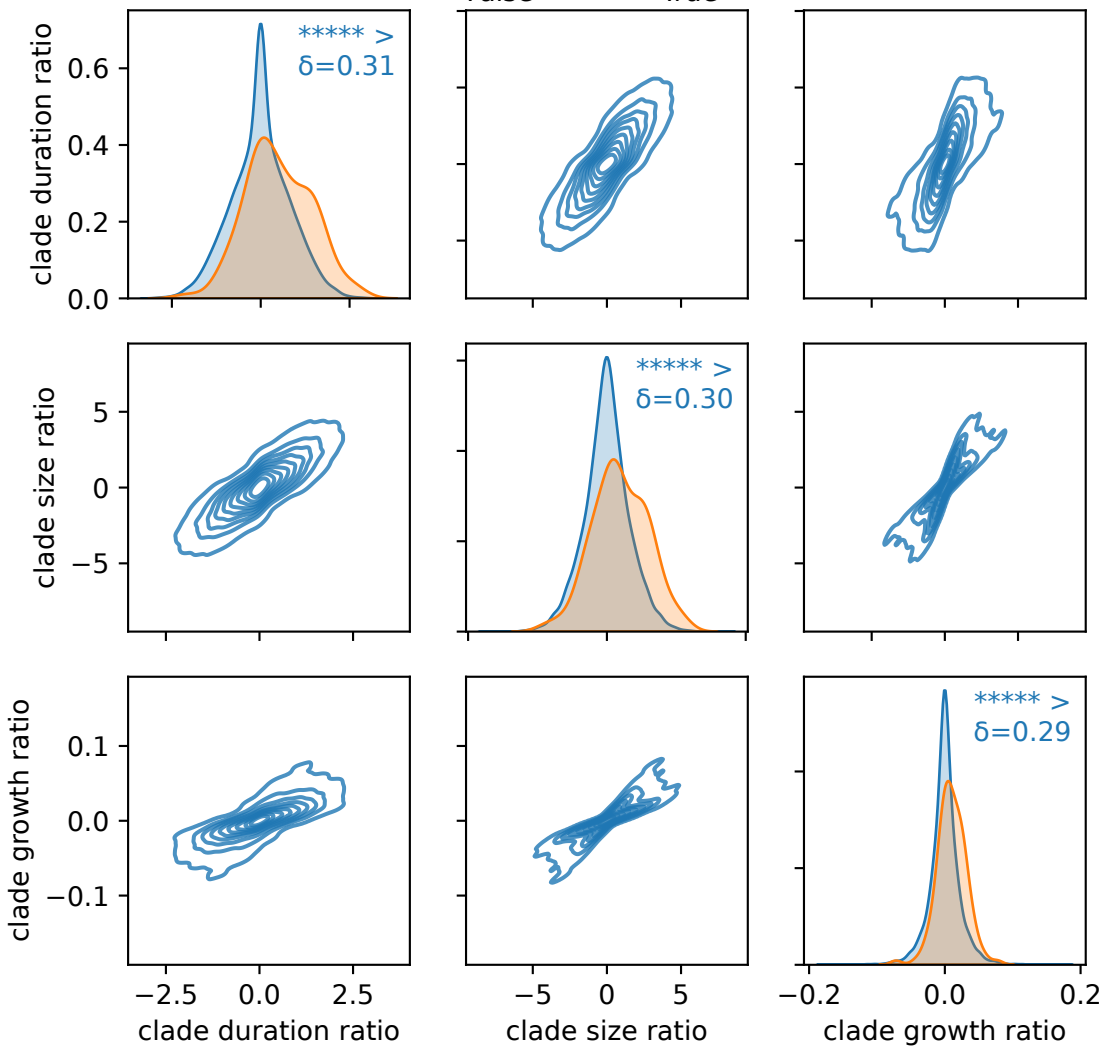 False True
***** >
δ=0.31
clade duration ratio
0.6
0.4
0.2
0.0
***** >
δ=0.30
clade size ratio
5
0
−5
***** >
δ=0.29
clade growth ratio
0.1
0.0
−0.1
−2.5 0.0 2.5 −5 0 5 −0.2 0.0 0.2
clade duration ratio clade size ratio clade growth ratio